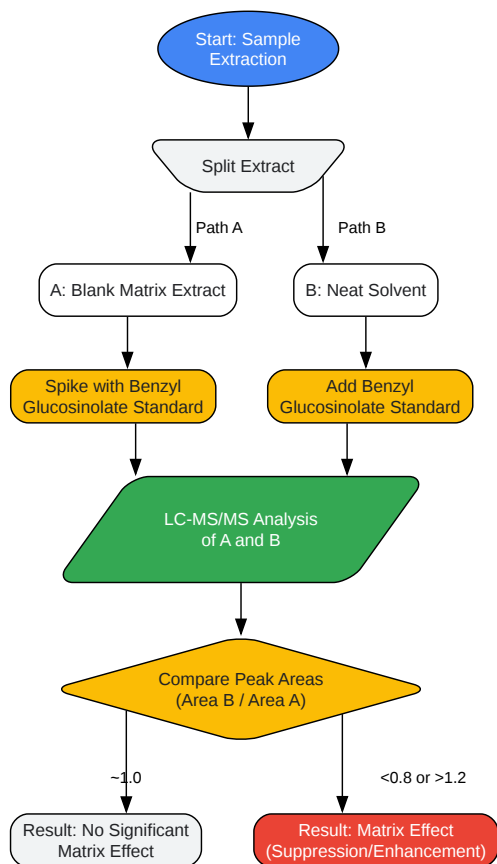 Start: Sample
Extraction
Split Extract
Path A
Path B
A: Blank Matrix Extract
B: Neat Solvent
Spike with Benzyl
Glucosinolate Standard
Add Benzyl
Glucosinolate Standard
LC-MS/MS Analysis
of A and B
Compare Peak Areas
(Area B / Area A)
~1.0
<0.8 or >1.2
Result: No Significant
Matrix Effect
Result: Matrix Effect
(Suppression/Enhancement)